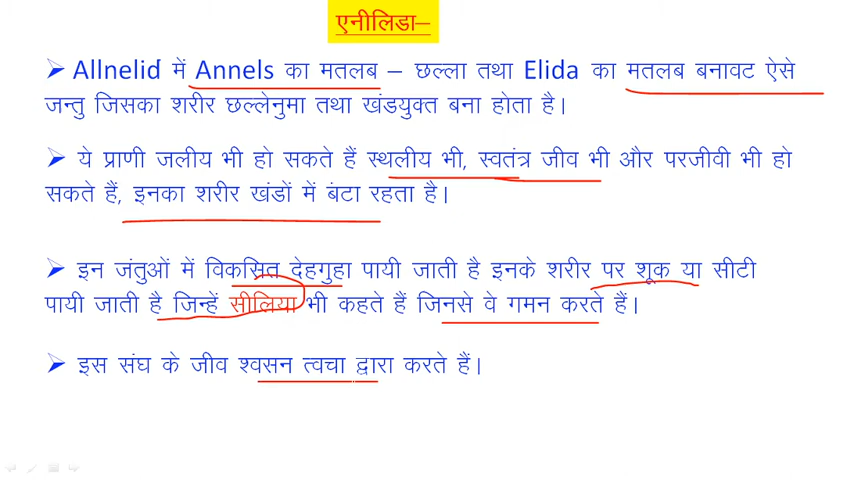 एनीलिडा–
➢ Allnelid में Annels का मतलब – छल्ला तथा Elida का मतलब बनावट ऐसे
जन्तु जिसका शरीर छल्लेनुमा तथा खंडयुक्त बना होता है।
➢ ये प्राणी जलीय भी हो सकते हैं स्थलीय भी, स्वतंत्र जीव भी और परजीवी भी हो
सकते हैं, इनका शरीर खंडों में बंटा रहता है।
➢ इन जंतुओं में विकसित देहगुहा पायी जाती है इनके शरीर पर शूक या सीटी
पायी जाती है जिन्हें सीलिया भी कहते हैं जिनसे वे गमन करते हैं।
➢ इस संघ के जीव श्वसन त्वचा द्वारा करते हैं।